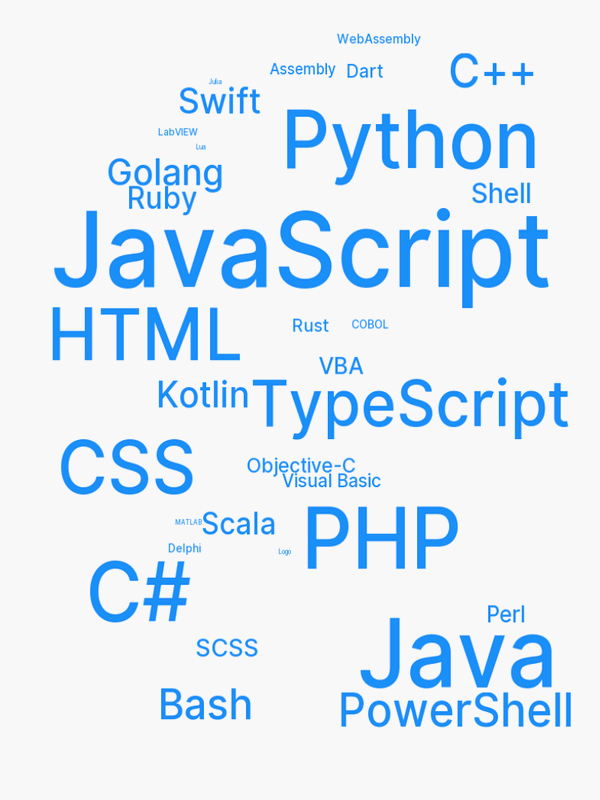 WebAssembly
Assembly
Dart
C++
Julia
Swift
LabVIEW
Python
Lua
Golang
Ruby
Shell
JavaScript
HTML
Rust
COBOL
VBA
Kotlin
TypeScript
CSS
Objective-C
Visual Basic
MATLAB
Scala
PHP
Delphi
Logo
C#
Perl
SCSS
Java
Bash
PowerShell